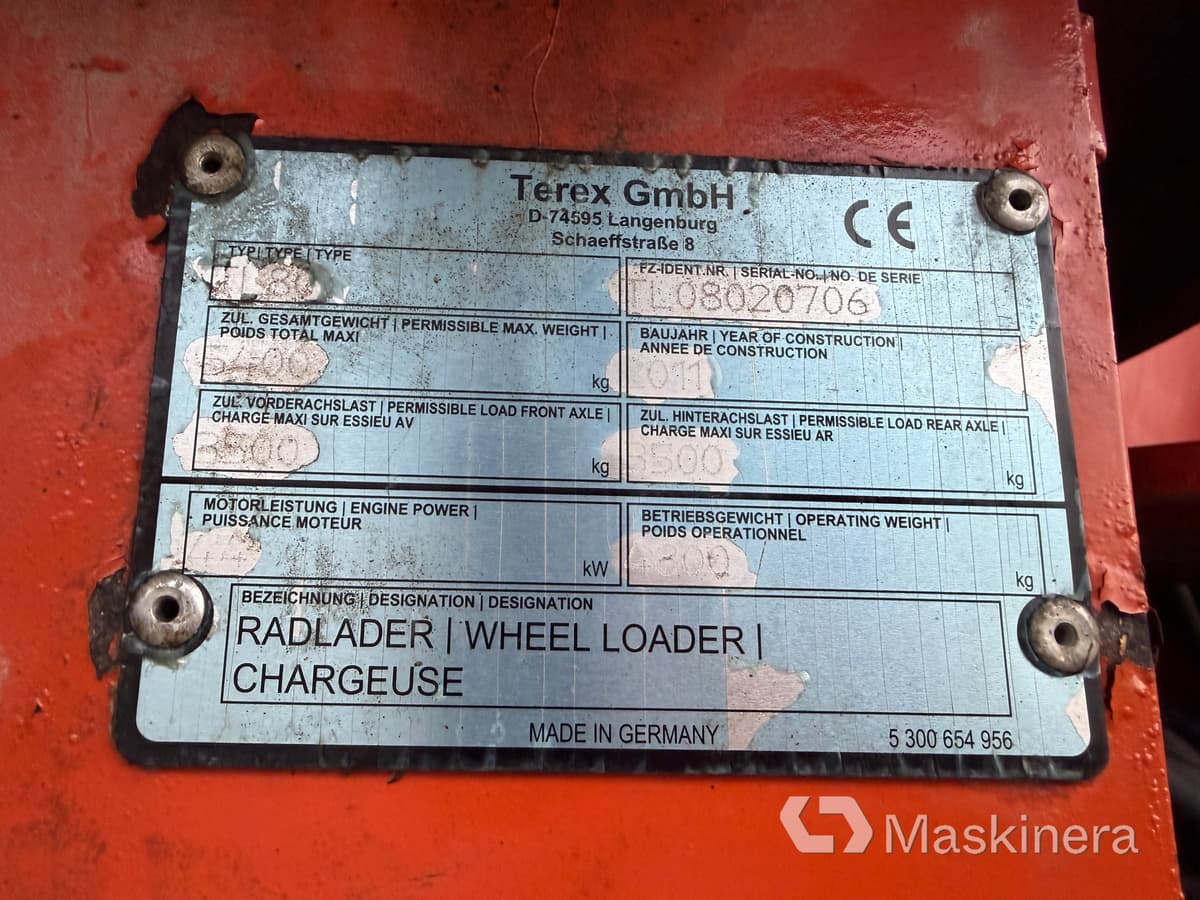 Terex GmbH
D-74595 Langenburg
Schaeffstraße 8
CE
TYP | TYPE | TYPE
FZ-IDENT.NR. | SERIAL-NO. | NO. DE SERIE
TL08020706
ZUL. GESAMTGEWICHT | PERMISSIBLE MAX. WEIGHT |
POIDS TOTAL MAXI
kg
BAUJAHR | YEAR OF CONSTRUCTION |
ANNEE DE CONSTRUCTION
011
ZUL. VORDERACHSLAST | PERMISSIBLE LOAD FRONT AXLE |
CHARGE MAXI SUR ESSIEU AV
3500 kg
ZUL. HINTERACHSLAST | PERMISSIBLE LOAD REAR AXLE |
CHARGE MAXI SUR ESSIEU AR
3500 kg
MOTORLEISTUNG | ENGINE POWER |
PUISSANCE MOTEUR
kW
BETRIEBSGEWICHT | OPERATING WEIGHT |
POIDS OPERATIONNEL
kg
BEZEICHNUNG | DESIGNATION | DESIGNATION
RADLADER | WHEEL LOADER |
CHARGEUSE
MADE IN GERMANY
5 300 654 956
Maskinera